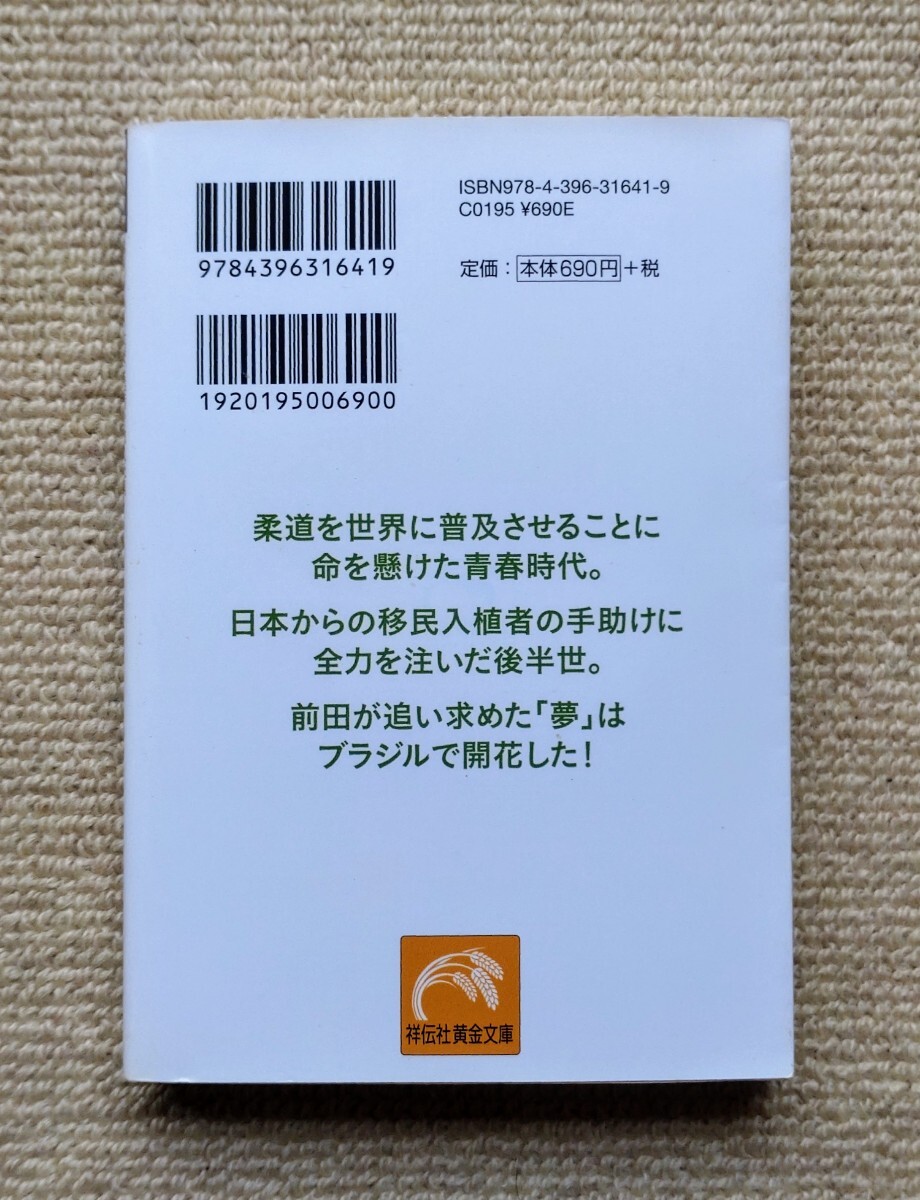 ISBN978-4-396-31641-9
C0195 ¥690E
9784396316419
定価：本体690円+税
1920195006900
柔道を世界に普及させることに
命を懸けた青春時代。
日本からの移民入植者の手助けに
全力を注いだ後半世。
前田が追い求めた「夢」は
ブラジルで開花した！
祥伝社黄金文庫